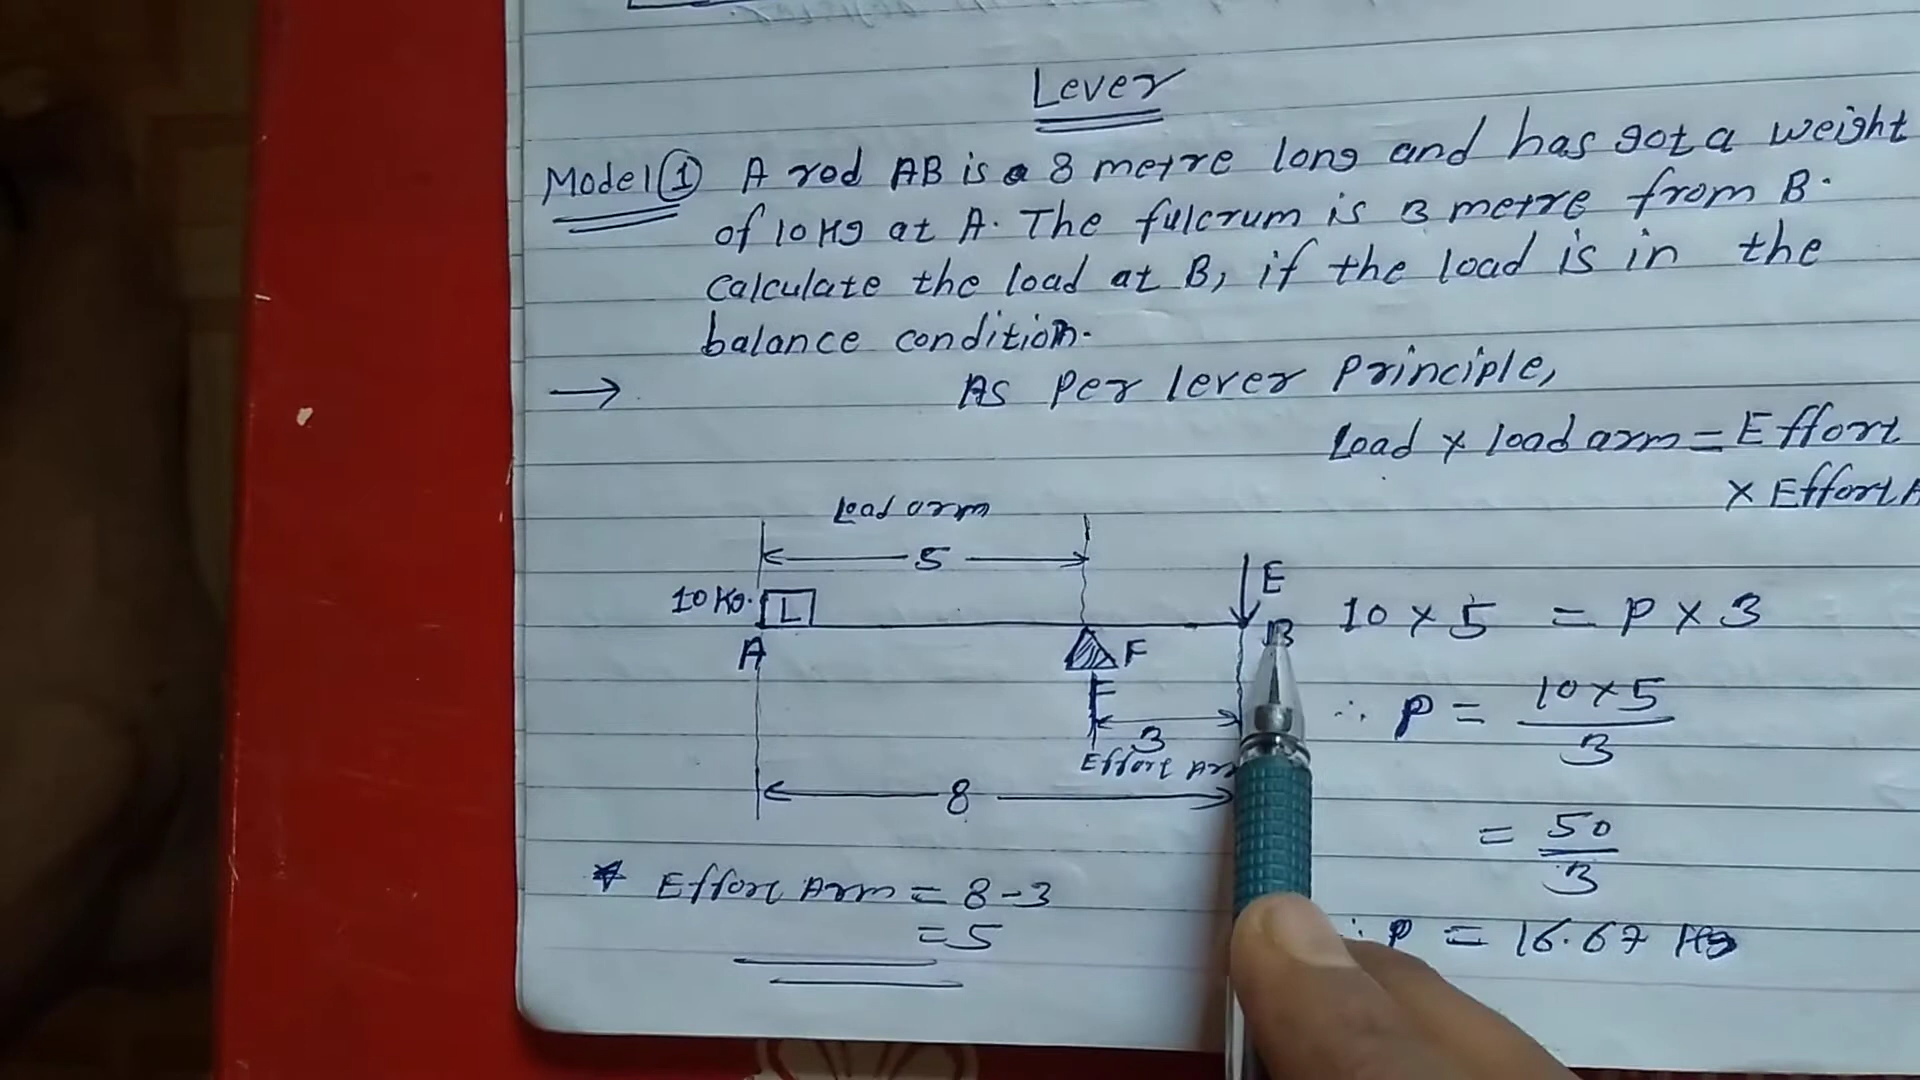 Lever
Model 1 A rod AB is a 8 metre long and has got a weight
of 10 Kg at A. The fulcrum is 3 metre from B.
Calculate the load at B, if the load is in the
balance condition.
→ As per lever principle,
Load × load arm = Effort
× Effort A
Load arm
5
10 Kg. L
E
A
F
B
F
3
Effort Arm
8
10 × 5 = P × 3
∴ P = 10×5 / 3
= 50 / 3
∴ P = 16.67 Kg
* Effort Arm = 8-3
= 5